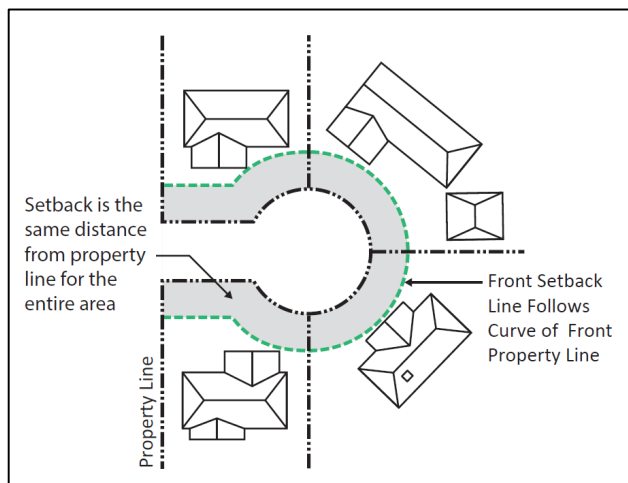 Setback is the
same distance
from property
line for the
entire area
Front Setback
Line Follows
Curve of Front
Property Line
Property Line